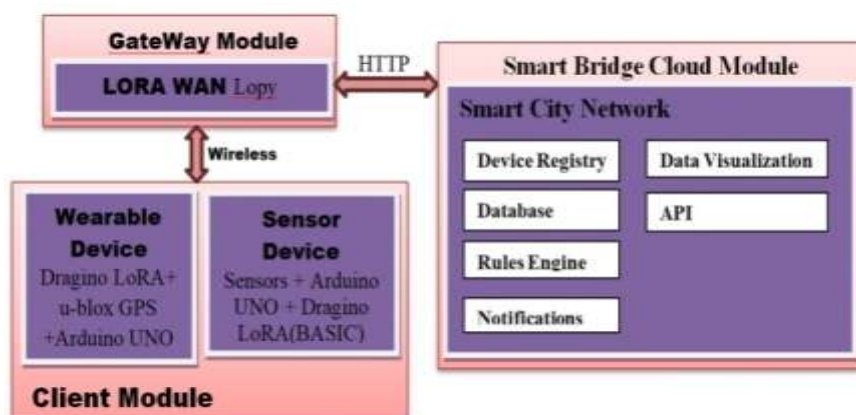 GateWay Module
LORA WAN Lopy
HTTP
Wireless
Wearable
Device
Dragino LoRA+
u-blox GPS
+Arduino UNO
Sensor
Device
Sensors + Arduino
UNO + Dragino
LoRA(BASIC)
Client Module
Smart Bridge Cloud Module
Smart City Network
Device Registry
Data Visualization
Database
API
Rules Engine
Notifications